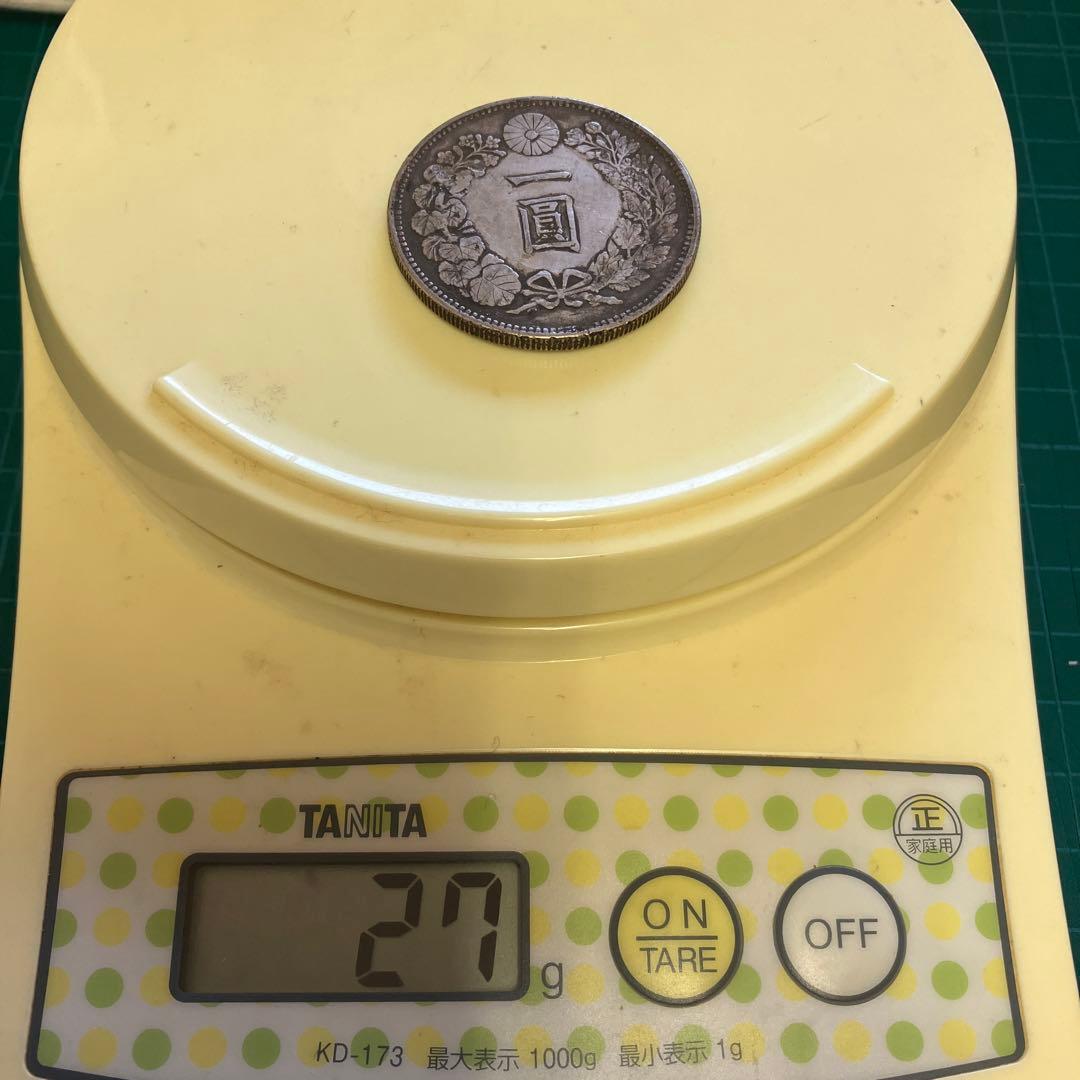 一
圓
TANITA
正
家庭用
27 g
ON
TARE
OFF
KD-173 最大表示 1000g 最小表示 1g